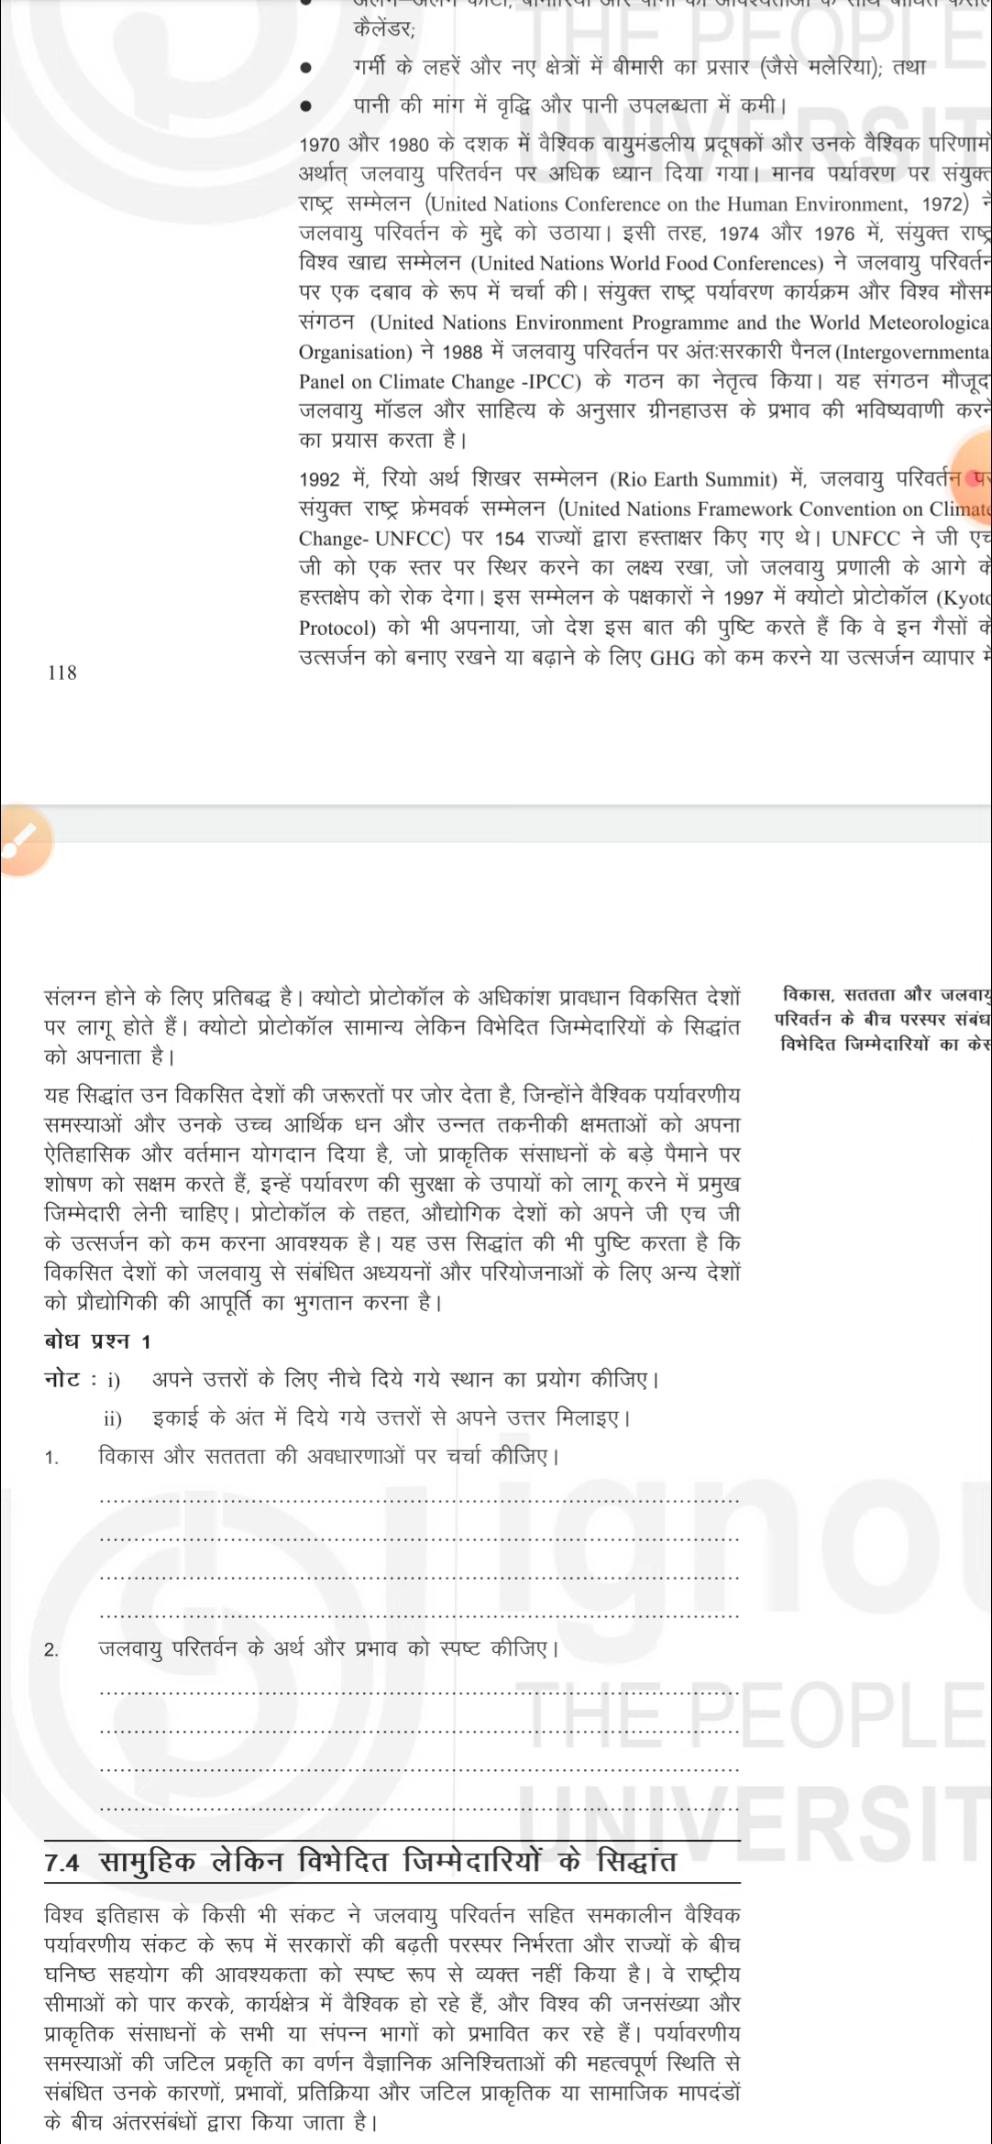 कैलेंडर;
● गर्मी के लहरें और नए क्षेत्रों में बीमारी का प्रसार (जैसे मलेरिया); तथा
● पानी की मांग में वृद्धि और पानी उपलब्धता में कमी।
1970 और 1980 के दशक में वैश्विक वायुमंडलीय प्रदूषकों और उनके वैश्विक परिणामों
अर्थात् जलवायु परितर्वन पर अधिक ध्यान दिया गया। मानव पर्यावरण पर संयुक्त
राष्ट्र सम्मेलन (United Nations Conference on the Human Environment, 1972) ने
जलवायु परिवर्तन के मुद्दे को उठाया। इसी तरह, 1974 और 1976 में, संयुक्त राष्ट्र
विश्व खाद्य सम्मेलन (United Nations World Food Conferences) ने जलवायु परिवर्तन
पर एक दबाव के रूप में चर्चा की। संयुक्त राष्ट्र पर्यावरण कार्यक्रम और विश्व मौसम
संगठन (United Nations Environment Programme and the World Meteorologica
Organisation) ने 1988 में जलवायु परिवर्तन पर अंतःसरकारी पैनल (Intergovernmenta
Panel on Climate Change -IPCC) के गठन का नेतृत्व किया। यह संगठन मौजूदा
जलवायु मॉडल और साहित्य के अनुसार ग्रीनहाउस के प्रभाव की भविष्यवाणी करने
का प्रयास करता है।
1992 में, रियो अर्थ शिखर सम्मेलन (Rio Earth Summit) में, जलवायु परिवर्तन पर
संयुक्त राष्ट्र फ्रेमवर्क सम्मेलन (United Nations Framework Convention on Climate
Change- UNFCC) पर 154 राज्यों द्वारा हस्ताक्षर किए गए थे। UNFCC ने जी एच
जी को एक स्तर पर स्थिर करने का लक्ष्य रखा, जो जलवायु प्रणाली के आगे के
हस्तक्षेप को रोक देगा। इस सम्मेलन के पक्षकारों ने 1997 में क्योटो प्रोटोकॉल (Kyoto
Protocol) को भी अपनाया, जो देश इस बात की पुष्टि करते हैं कि वे इन गैसों के
उत्सर्जन को बनाए रखने या बढ़ाने के लिए GHG को कम करने या उत्सर्जन व्यापार में
118
संलग्न होने के लिए प्रतिबद्ध है। क्योटो प्रोटोकॉल के अधिकांश प्रावधान विकसित देशों
पर लागू होते हैं। क्योटो प्रोटोकॉल सामान्य लेकिन विभेदित जिम्मेदारियों के सिद्धांत
को अपनाता है।
विकास, सततता और जलवायु
परिवर्तन के बीच परस्पर संबंध
विभेदित जिम्मेदारियों का केस
यह सिद्धांत उन विकसित देशों की जरूरतों पर जोर देता है, जिन्होंने वैश्विक पर्यावरणीय
समस्याओं और उनके उच्च आर्थिक धन और उन्नत तकनीकी क्षमताओं को अपना
ऐतिहासिक और वर्तमान योगदान दिया है, जो प्राकृतिक संसाधनों के बड़े पैमाने पर
शोषण को सक्षम करते हैं, इन्हें पर्यावरण की सुरक्षा के उपायों को लागू करने में प्रमुख
जिम्मेदारी लेनी चाहिए। प्रोटोकॉल के तहत, औद्योगिक देशों को अपने जी एच जी
के उत्सर्जन को कम करना आवश्यक है। यह उस सिद्धांत की भी पुष्टि करता है कि
विकसित देशों को जलवायु से संबंधित अध्ययनों और परियोजनाओं के लिए अन्य देशों
को प्रौद्योगिकी की आपूर्ति का भुगतान करना है।
बोध प्रश्न 1
नोट : i) अपने उत्तरों के लिए नीचे दिये गये स्थान का प्रयोग कीजिए।
ii) इकाई के अंत में दिये गये उत्तरों से अपने उत्तर मिलाइए।
1. विकास और सततता की अवधारणाओं पर चर्चा कीजिए।
2. जलवायु परितर्वन के अर्थ और प्रभाव को स्पष्ट कीजिए।
7.4 सामुहिक लेकिन विभेदित जिम्मेदारियों के सिद्धांत
विश्व इतिहास के किसी भी संकट ने जलवायु परिवर्तन सहित समकालीन वैश्विक
पर्यावरणीय संकट के रूप में सरकारों की बढ़ती परस्पर निर्भरता और राज्यों के बीच
घनिष्ठ सहयोग की आवश्यकता को स्पष्ट रूप से व्यक्त नहीं किया है। वे राष्ट्रीय
सीमाओं को पार करके, कार्यक्षेत्र में वैश्विक हो रहे हैं, और विश्व की जनसंख्या और
प्राकृतिक संसाधनों के सभी या संपन्न भागों को प्रभावित कर रहे हैं। पर्यावरणीय
समस्याओं की जटिल प्रकृति का वर्णन वैज्ञानिक अनिश्चिताओं की महत्वपूर्ण स्थिति से
संबंधित उनके कारणों, प्रभावों, प्रतिक्रिया और जटिल प्राकृतिक या सामाजिक मापदंडों
के बीच अंतरसंबंधों द्वारा किया जाता है।